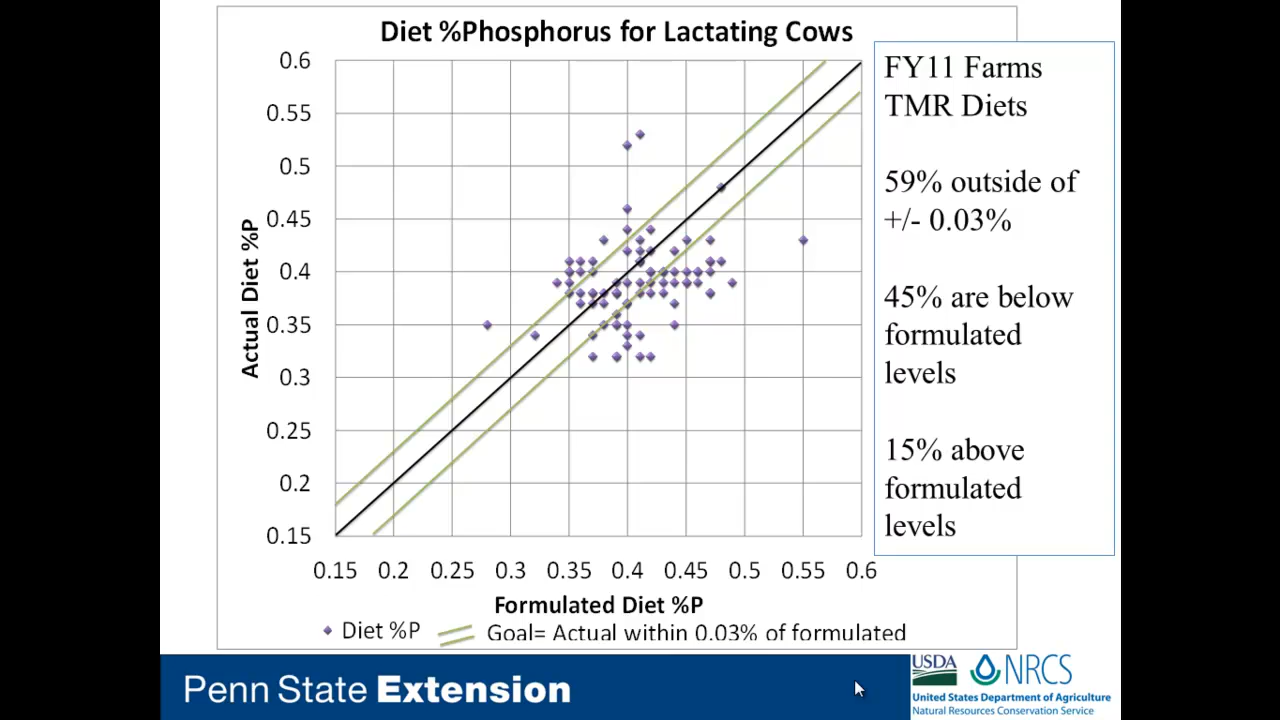 Diet %Phosphorus for Lactating Cows
0.6
0.55
0.5
0.45
0.4
0.35
0.3
0.25
0.2
0.15
Actual Diet %P
0.15 0.2 0.25 0.3 0.35 0.4 0.45 0.5 0.55 0.6
Formulated Diet %P
Diet %P
Goal= Actual within 0.03% of formulated
FY11 Farms
TMR Diets
59% outside of
+/- 0.03%
45% are below
formulated
levels
15% above
formulated
levels
Penn State Extension
USDA
NRCS
United States Department of Agriculture
Natural Resources Conservation Service